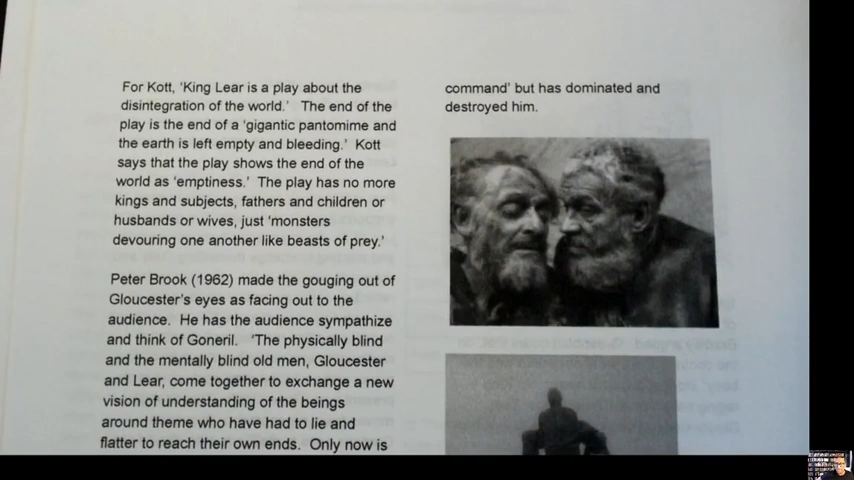 For Kott, 'King Lear is a play about the
disintegration of the world.' The end of the
play is the end of a 'gigantic pantomime and
the earth is left empty and bleeding.' Kott
says that the play shows the end of the
world as 'emptiness.' The play has no more
kings and subjects, fathers and children or
husbands or wives, just 'monsters
devouring one another like beasts of prey.'
Peter Brook (1962) made the gouging out of
Gloucester's eyes as facing out to the
audience. He has the audience sympathize
and think of Goneril. 'The physically blind
and the mentally blind old men, Gloucester
and Lear, come together to exchange a new
vision of understanding of the beings
around theme who have had to lie and
flatter to reach their own ends. Only now is
command' but has dominated and
destroyed him.